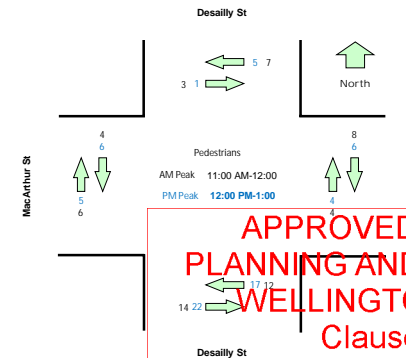 Desailly St
5 7
3 1
North
4
6
8
6
Pedestrians
AM Peak 11:00 AM-12:00
PM Peak 12:00 PM-1:00
MacArthur St
5
6
4
4
APPROVED
PLANNING AND
17 12
14 22
WELLINGTO
Clause
Desailly St